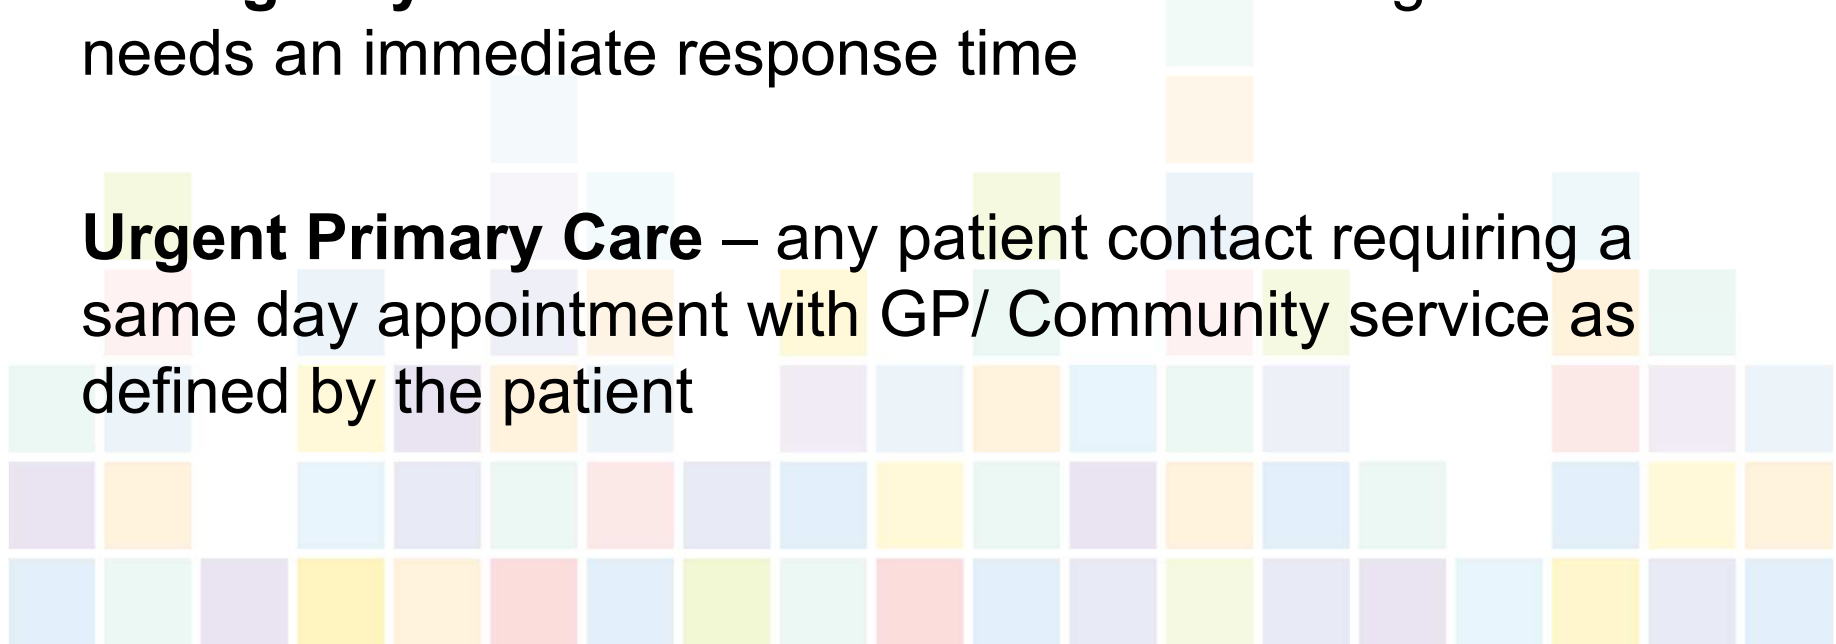 needs an immediate response time
Urgent Primary Care – any patient contact requiring a
same day appointment with GP/ Community service as
defined by the patient